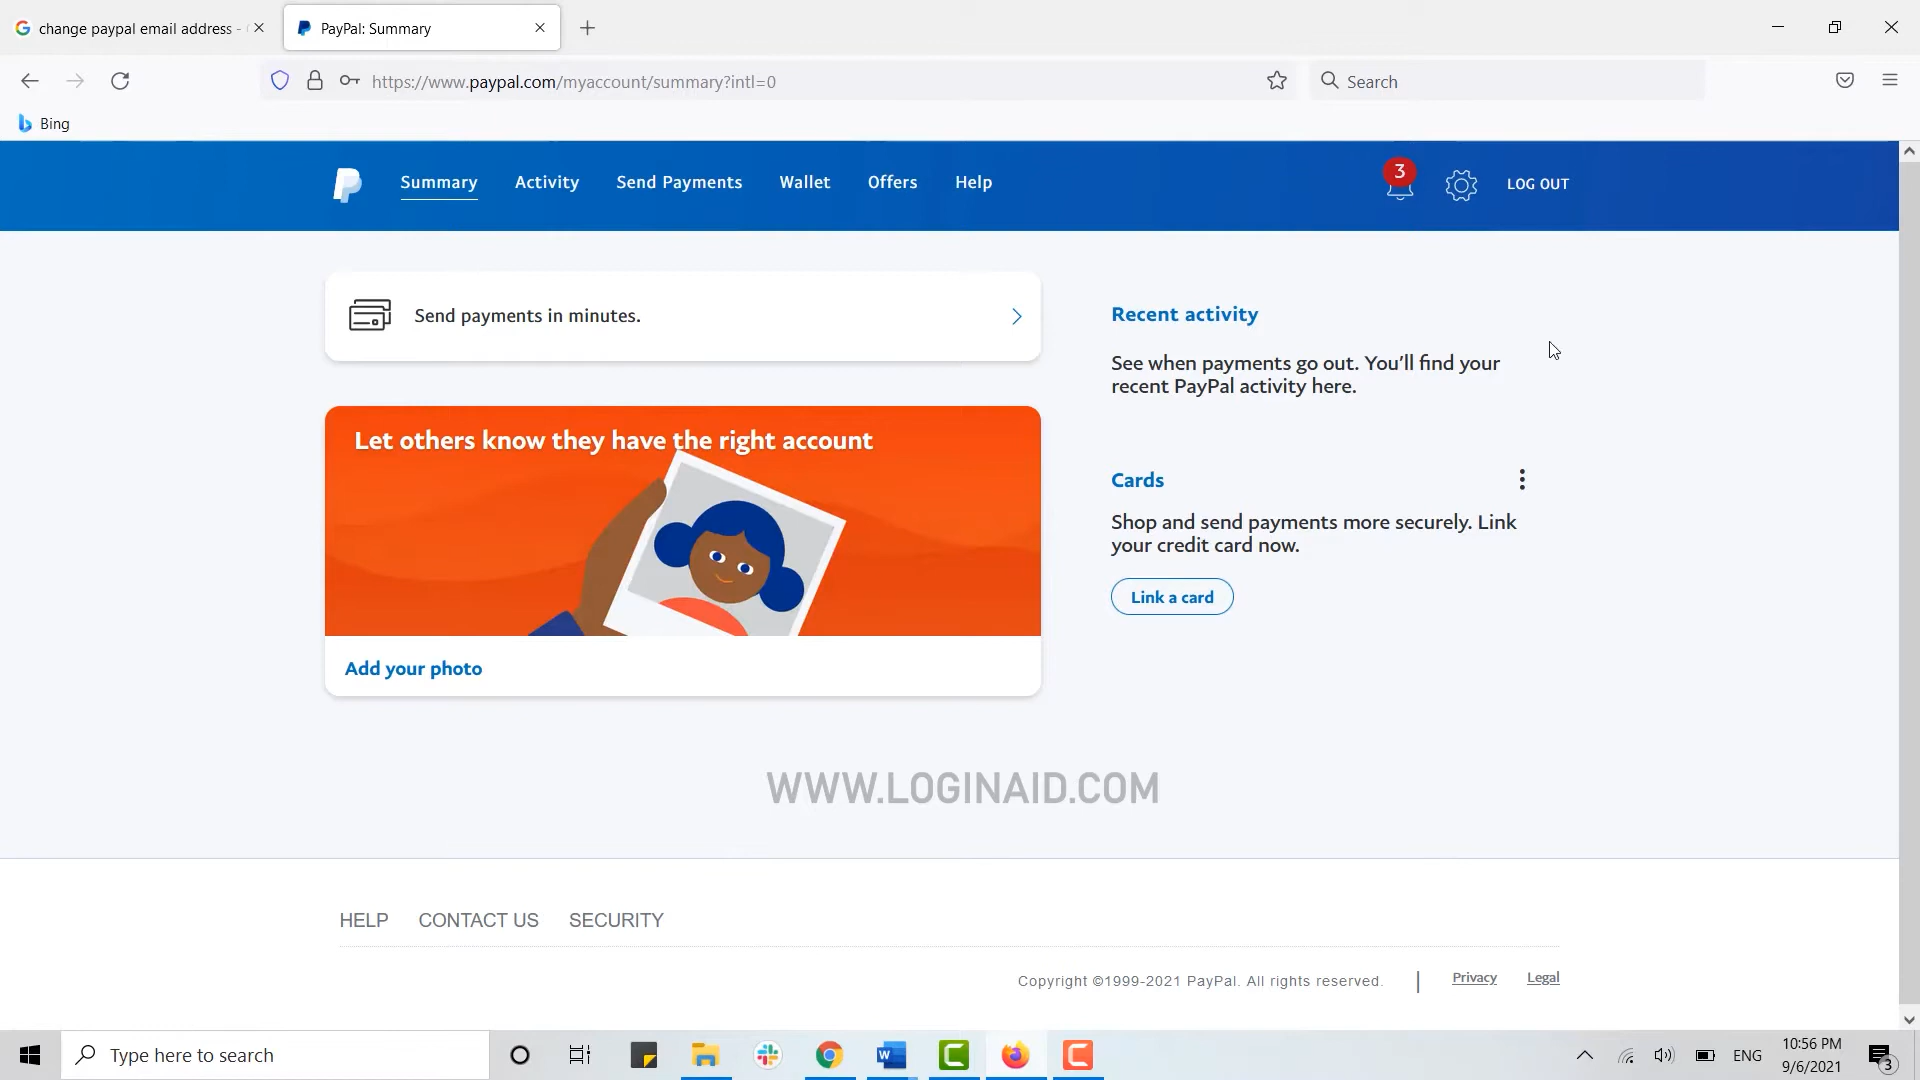 change paypal email address -
PayPal: Summary
https://www.paypal.com/myaccount/summary?intl=0
Search
Bing
Summary
Activity
Send Payments
Wallet
Offers
Help
3
LOG OUT
Send payments in minutes.
Recent activity
See when payments go out. You'll find your
recent PayPal activity here.
Let others know they have the right account
Cards
Shop and send payments more securely. Link
your credit card now.
Link a card
Add your photo
WWW.LOGINAID.COM
HELP
CONTACT US
SECURITY
Copyright ©1999-2021 PayPal. All rights reserved.
Privacy
Legal
Type here to search
ENG
10:56 PM
9/6/2021
3